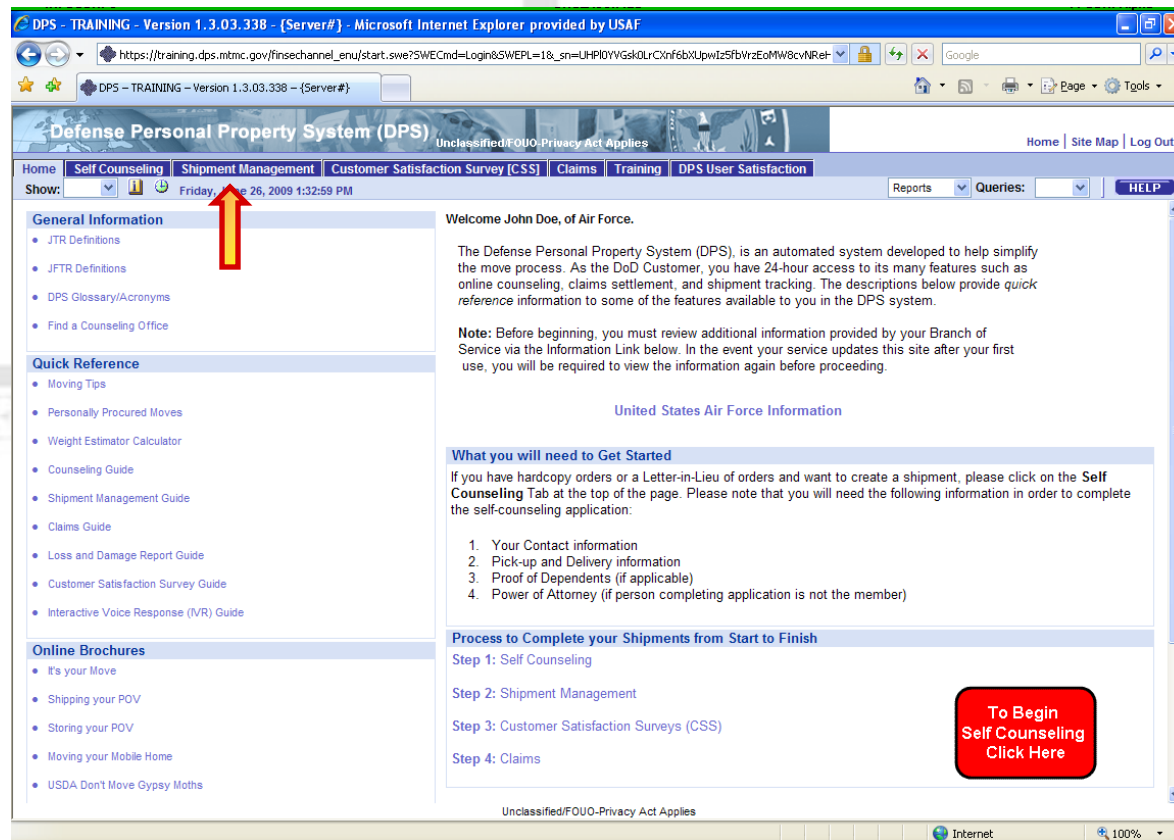 DPS - TRAINING - Version 1.3.03.338 - {Server#} - Microsoft Internet Explorer provided by USAF
https://training.dps.mtmc.gov/finsechannel_enu/start.swe?SWECmd=Login&SWEPL=1&_sn=
Google
DPS – TRAINING – Version 1.3.03.338 – {Server#}
Page
Tools
Defense Personal Property System (DPS)
Unclassified/FOUO-Privacy Act Applies
Home | Site Map | Log Out
Home
Self Counseling
Shipment Management
Customer Satisfaction Survey [CSS]
Claims
Training
DPS User Satisfaction
Show:
Friday, 26, 2009 1:32:59 PM
Reports
Queries:
HELP
General Information
• JTR Definitions
• JFTR Definitions
• DPS Glossary/Acronyms
• Find a Counseling Office
Quick Reference
• Moving Tips
• Personally Procured Moves
• Weight Estimator Calculator
• Counseling Guide
• Shipment Management Guide
• Claims Guide
• Loss and Damage Report Guide
• Customer Satisfaction Survey Guide
• Interactive Voice Response (IVR) Guide
Online Brochures
• It's your Move
• Shipping your POV
• Storing your POV
• Moving your Mobile Home
• USDA Don't Move Gypsy Moths
Welcome John Doe, of Air Force.
The Defense Personal Property System (DPS), is an automated system developed to help simplify
the move process. As the DoD Customer, you have 24-hour access to its many features such as
online counseling, claims settlement, and shipment tracking. The descriptions below provide quick
reference information to some of the features available to you in the DPS system.
Note: Before beginning, you must review additional information provided by your Branch of
Service via the Information Link below. In the event your service updates this site after your first
use, you will be required to view the information again before proceeding.
United States Air Force Information
What you will need to Get Started
If you have hardcopy orders or a Letter-in-Lieu of orders and want to create a shipment, please click on the Self
Counseling Tab at the top of the page. Please note that you will need the following information in order to complete
the self-counseling application:
1. Your Contact information
2. Pick-up and Delivery information
3. Proof of Dependents (if applicable)
4. Power of Attorney (if person completing application is not the member)
Process to Complete your Shipments from Start to Finish
Step 1: Self Counseling
Step 2: Shipment Management
Step 3: Customer Satisfaction Surveys (CSS)
Step 4: Claims
To Begin
Self Counseling
Click Here
Unclassified/FOUO-Privacy Act Applies
Internet
100%